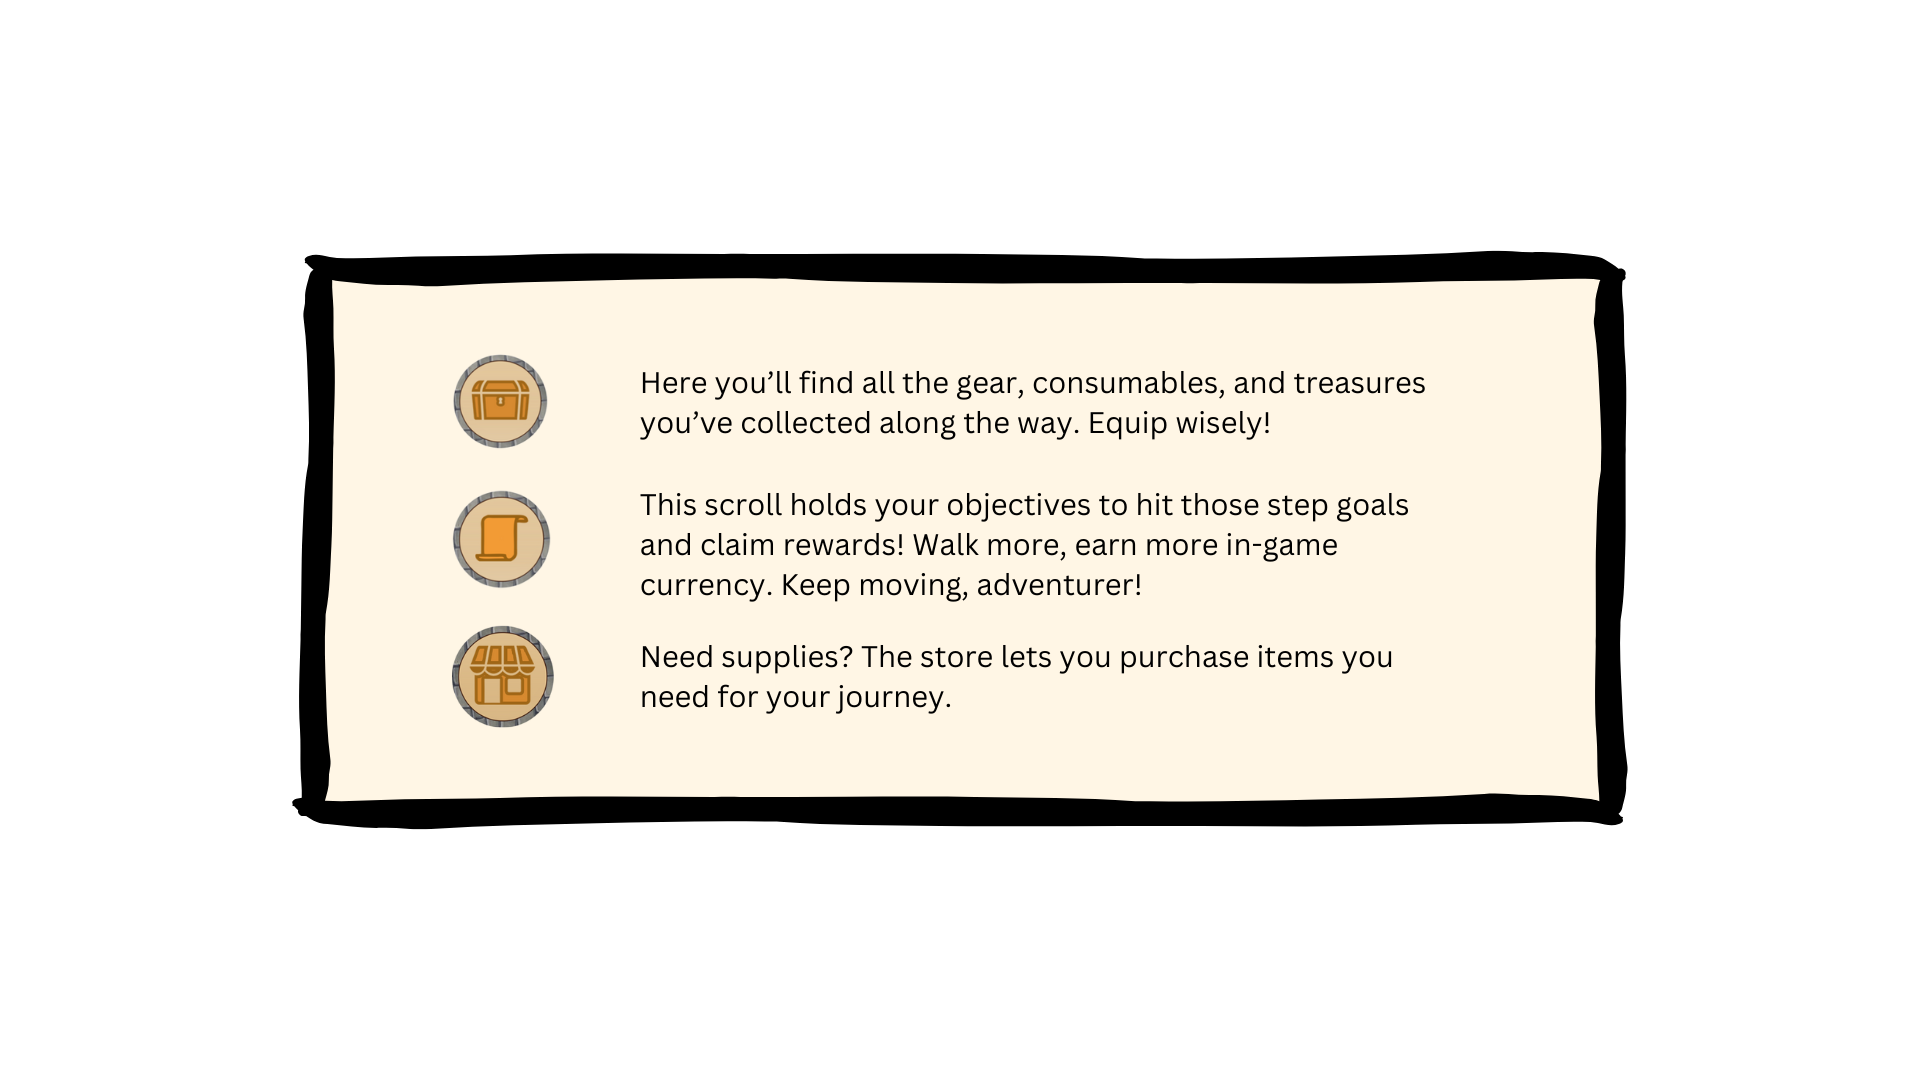 Here you’ll find all the gear, consumables, and treasures
you’ve collected along the way. Equip wisely!
This scroll holds your objectives to hit those step goals
and claim rewards! Walk more, earn more in-game
currency. Keep moving, adventurer!
Need supplies? The store lets you purchase items you
need for your journey.